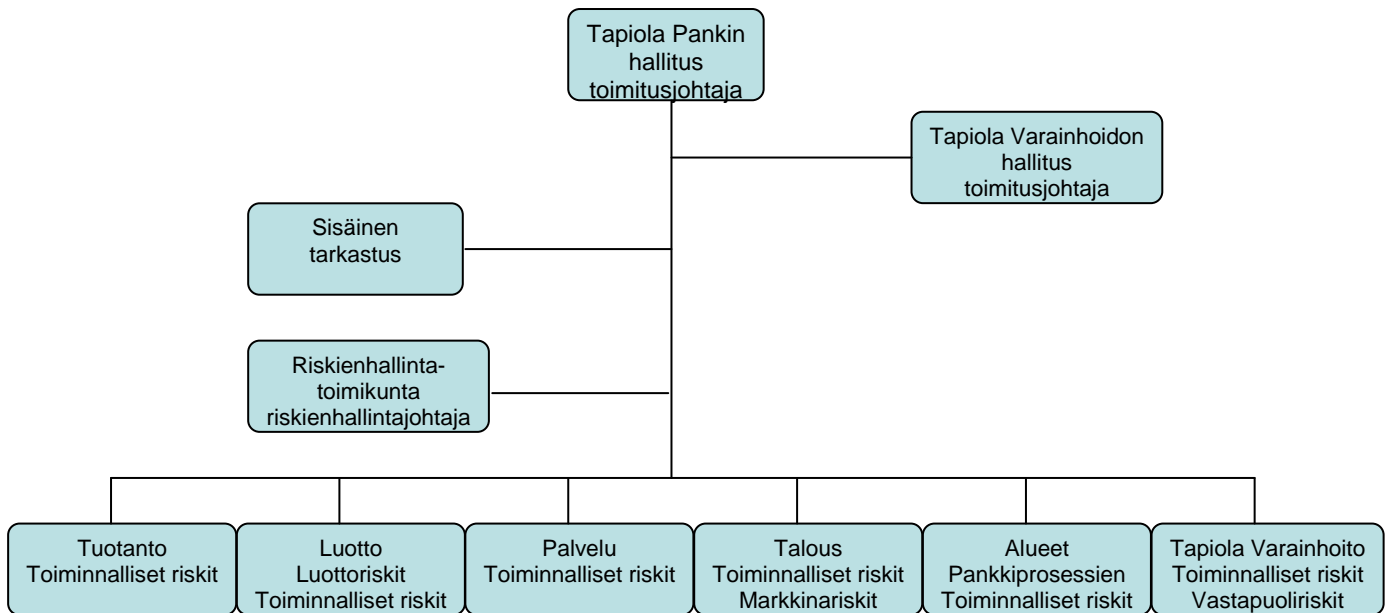 Tapiola Pankin
hallitus
toimitusjohtaja
Tapiola Varainhoidon
hallitus
toimitusjohtaja
Sisäinen
tarkastus
Riskienhallinta-
toimikunta
riskienhallintajohtaja
Tuotanto
Toiminnalliset riskit
Luotto
Luottoriskit
Toiminnalliset riskit
Palvelu
Toiminnalliset riskit
Talous
Toiminnalliset riskit
Markkinariskit
Alueet
Pankkiprosessien
Toiminnalliset riskit
Tapiola Varainhoito
Toiminnalliset riskit
Vastapuoliriskit